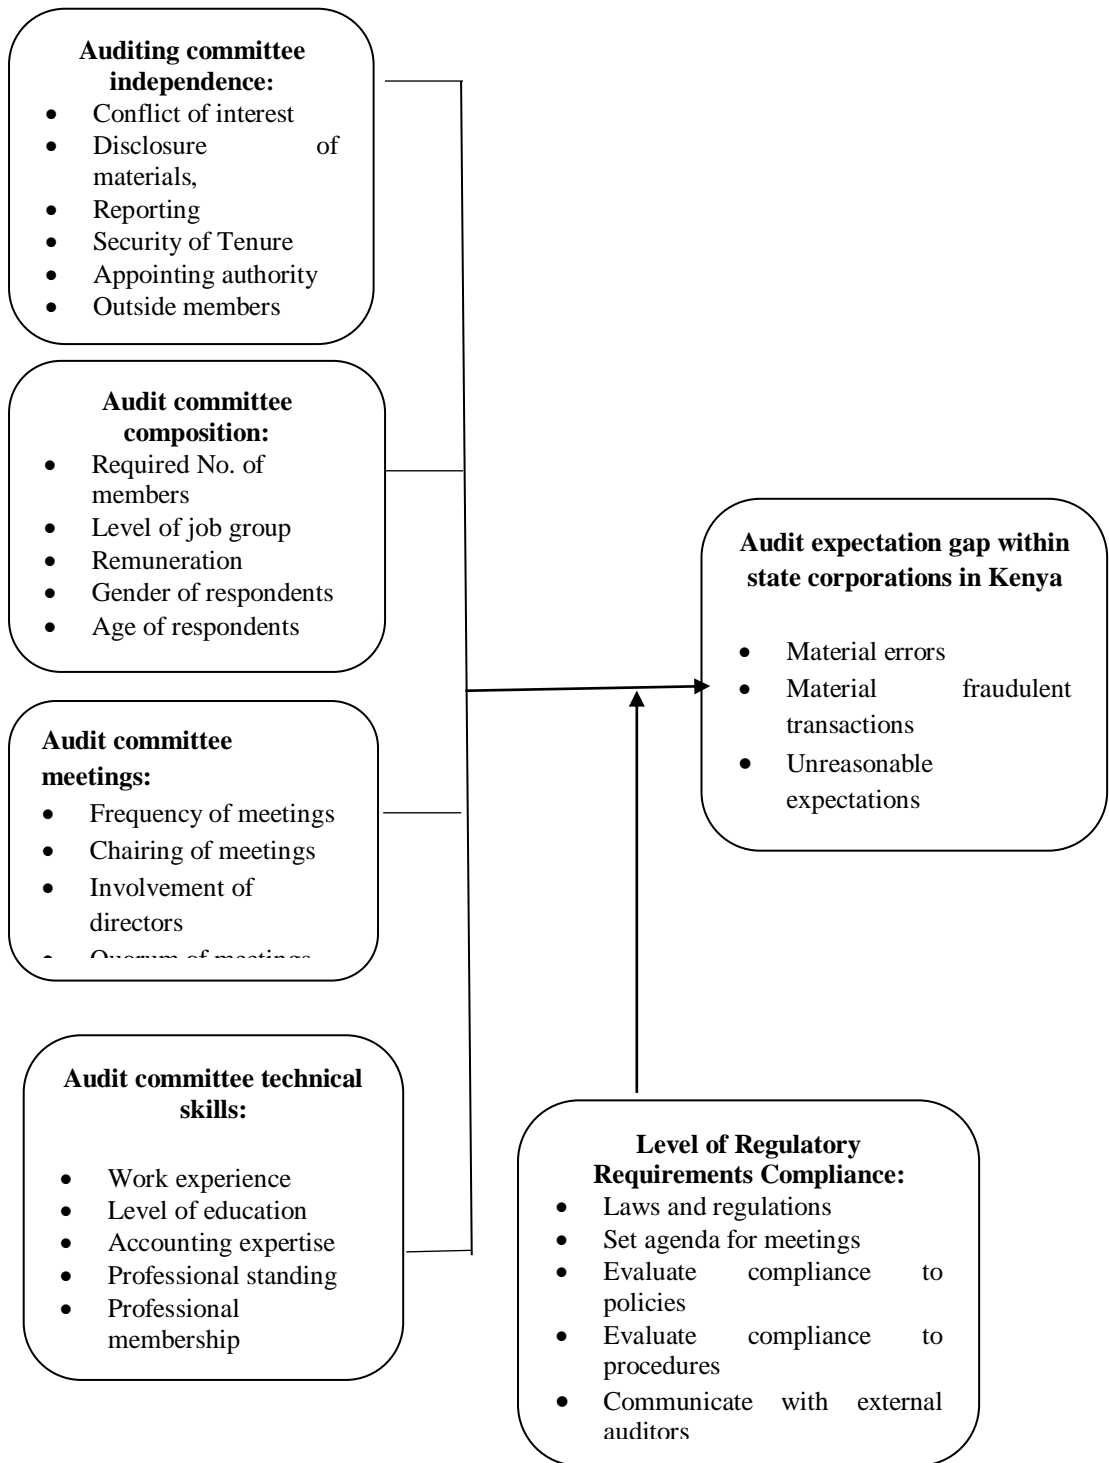 Auditing committee
independence:
• Conflict of interest
• Disclosure of
materials,
• Reporting
• Security of Tenure
• Appointing authority
• Outside members
Audit committee
composition:
• Required No. of
members
• Level of job group
• Remuneration
• Gender of respondents
• Age of respondents
Audit committee
meetings:
• Frequency of meetings
• Chairing of meetings
• Involvement of
directors
• Quorum of meetings
Audit committee technical
skills:
• Work experience
• Level of education
• Accounting expertise
• Professional standing
• Professional
membership
Audit expectation gap within
state corporations in Kenya
• Material errors
• Material fraudulent
transactions
• Unreasonable
expectations
Level of Regulatory
Requirements Compliance:
• Laws and regulations
• Set agenda for meetings
• Evaluate compliance to
policies
• Evaluate compliance to
procedures
• Communicate with external
auditors